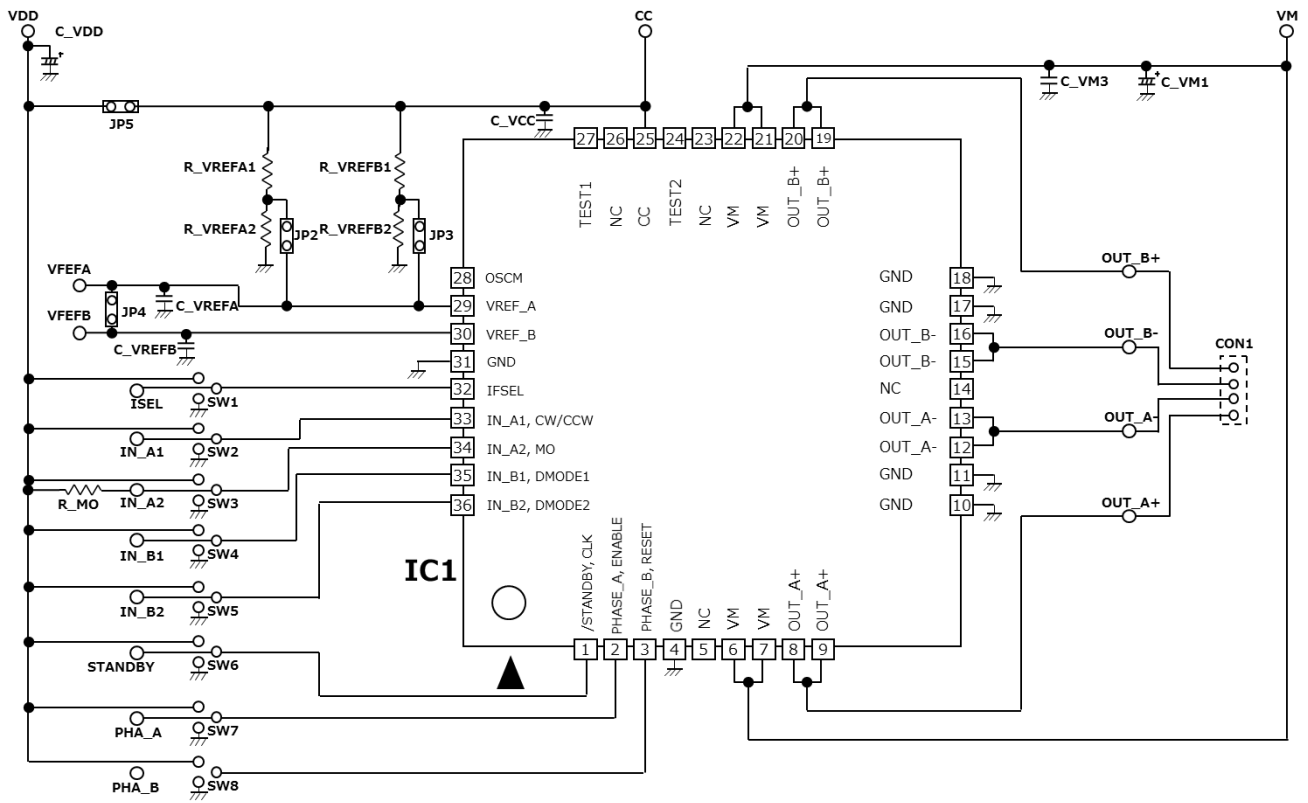 VDD
C_VDD
CC
VM
C_VM3
C_VM1
JP5
C_VCC
27
26
25
24
23
22
21
20
19
R_VREFA1
R_VREFB1
TEST1
NC
CC
TEST2
NC
VM
VM
OUT_B+
OUT_B+
R_VREFA2
JP2
R_VREFB2
JP3
VFEFA
JP4
C_VREFA
VFEFB
C_VREFB
28 OSCM
29 VREF_A
30 VREF_B
31 GND
32 IFSEL
33 IN_A1, CW/CCW
34 IN_A2, MO
35 IN_B1, DMODE1
36 IN_B2, DMODE2
GND 18
GND 17
OUT_B- 16
OUT_B- 15
NC 14
OUT_A- 13
OUT_A- 12
GND 11
GND 10
OUT_B+
OUT_B-
CON1
OUT_A-
OUT_A+
ISEL
SW1
IN_A1
SW2
R_MO
IN_A2
SW3
IN_B1
SW4
IN_B2
SW5
STANDBY
SW6
PHA_A
SW7
PHA_B
SW8
IC1
/STANDBY, CLK
PHASE_A, ENABLE
PHASE_B, RESET
GND
NC
VM
VM
OUT_A+
OUT_A+
1
2
3
4
5
6
7
8
9